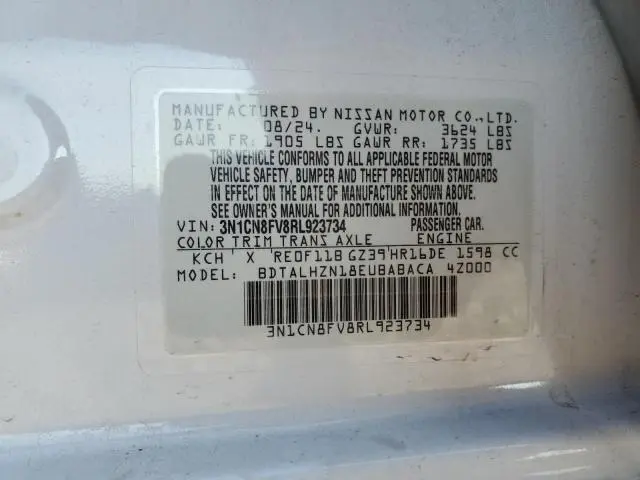 MANUFACTURED BY NISSAN MOTOR CO.,LTD.
DATE: 08/24. GVWR: 3624 LBS
GAWR FR: 1905 LBS GAWR RR: 1735 LBS
THIS VEHICLE CONFORMS TO ALL APPLICABLE FEDERAL MOTOR
VEHICLE SAFETY, BUMPER AND THEFT PREVENTION STANDARDS
IN EFFECT ON THE DATE OF MANUFACTURE SHOWN ABOVE.
SEE OWNER'S MANUAL FOR ADDITIONAL INFORMATION.
VIN: 3N1CN8FV8RL923734 PASSENGER CAR.
COLOR TRIM TRANS AXLE ENGINE
KCH X RE0F11B GZ39 HR16DE 1598 CC
MODEL: BDTALHZN18EUBABACA 4Z000
3N1CN8FV8RL923734